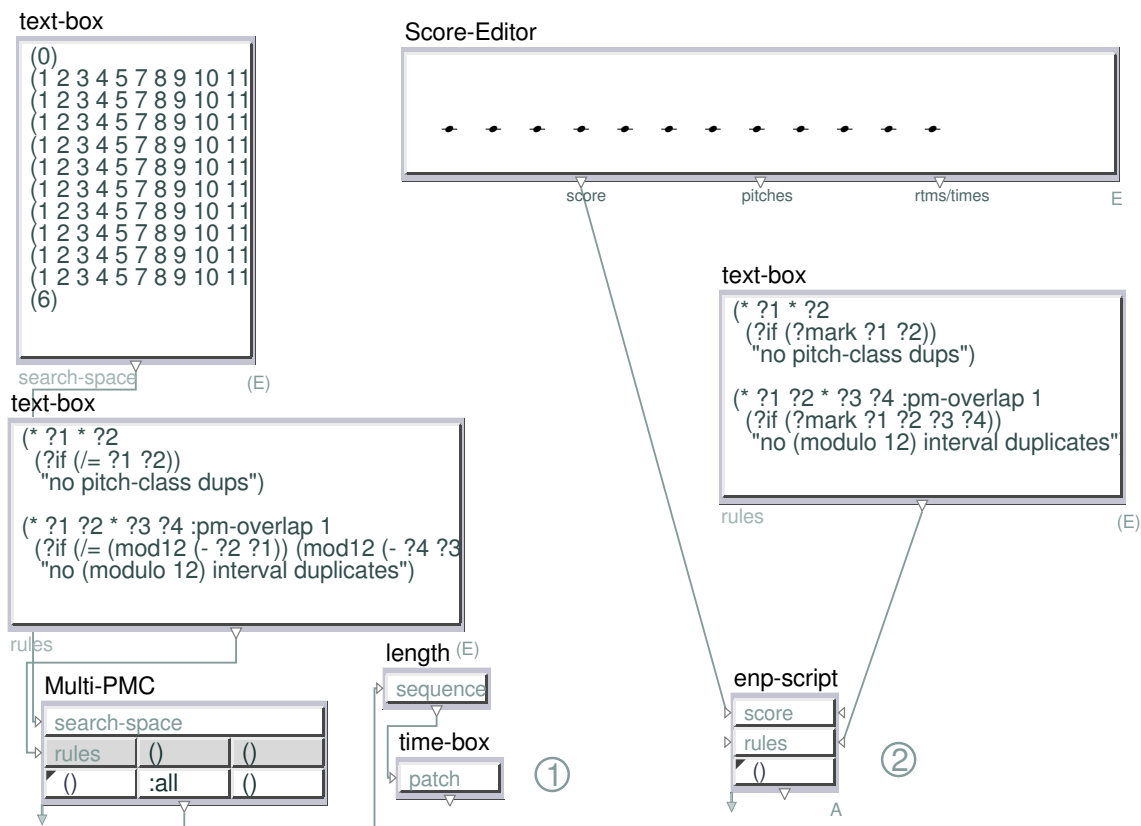 text-box
(0)
(1 2 3 4 5 7 8 9 10 11
(1 2 3 4 5 7 8 9 10 11
(1 2 3 4 5 7 8 9 10 11
(1 2 3 4 5 7 8 9 10 11
(1 2 3 4 5 7 8 9 10 11
(1 2 3 4 5 7 8 9 10 11
(1 2 3 4 5 7 8 9 10 11
(1 2 3 4 5 7 8 9 10 11
(1 2 3 4 5 7 8 9 10 11
(1 2 3 4 5 7 8 9 10 11
(6)
search-space
(E)
text-box
(* ?1 * ?2
(?if (/= ?1 ?2))
"no pitch-class dups")
(* ?1 ?2 * ?3 ?4 :pm-overlap 1
(?if (/= (mod12 (- ?2 ?1)) (mod12 (- ?4 ?3
"no (modulo 12) interval duplicates")
rules
(E)
Multi-PMC
search-space
rules () ()
() :all ()
length
sequence
time-box
patch
1
Score-Editor
score pitches rtms/times
E
text-box
(* ?1 * ?2
(?if (?mark ?1 ?2))
"no pitch-class dups")
(* ?1 ?2 * ?3 ?4 :pm-overlap 1
(?if (?mark ?1 ?2 ?3 ?4))
"no (modulo 12) interval duplicates"
rules
(E)
enp-script
score
rules
()
A
2